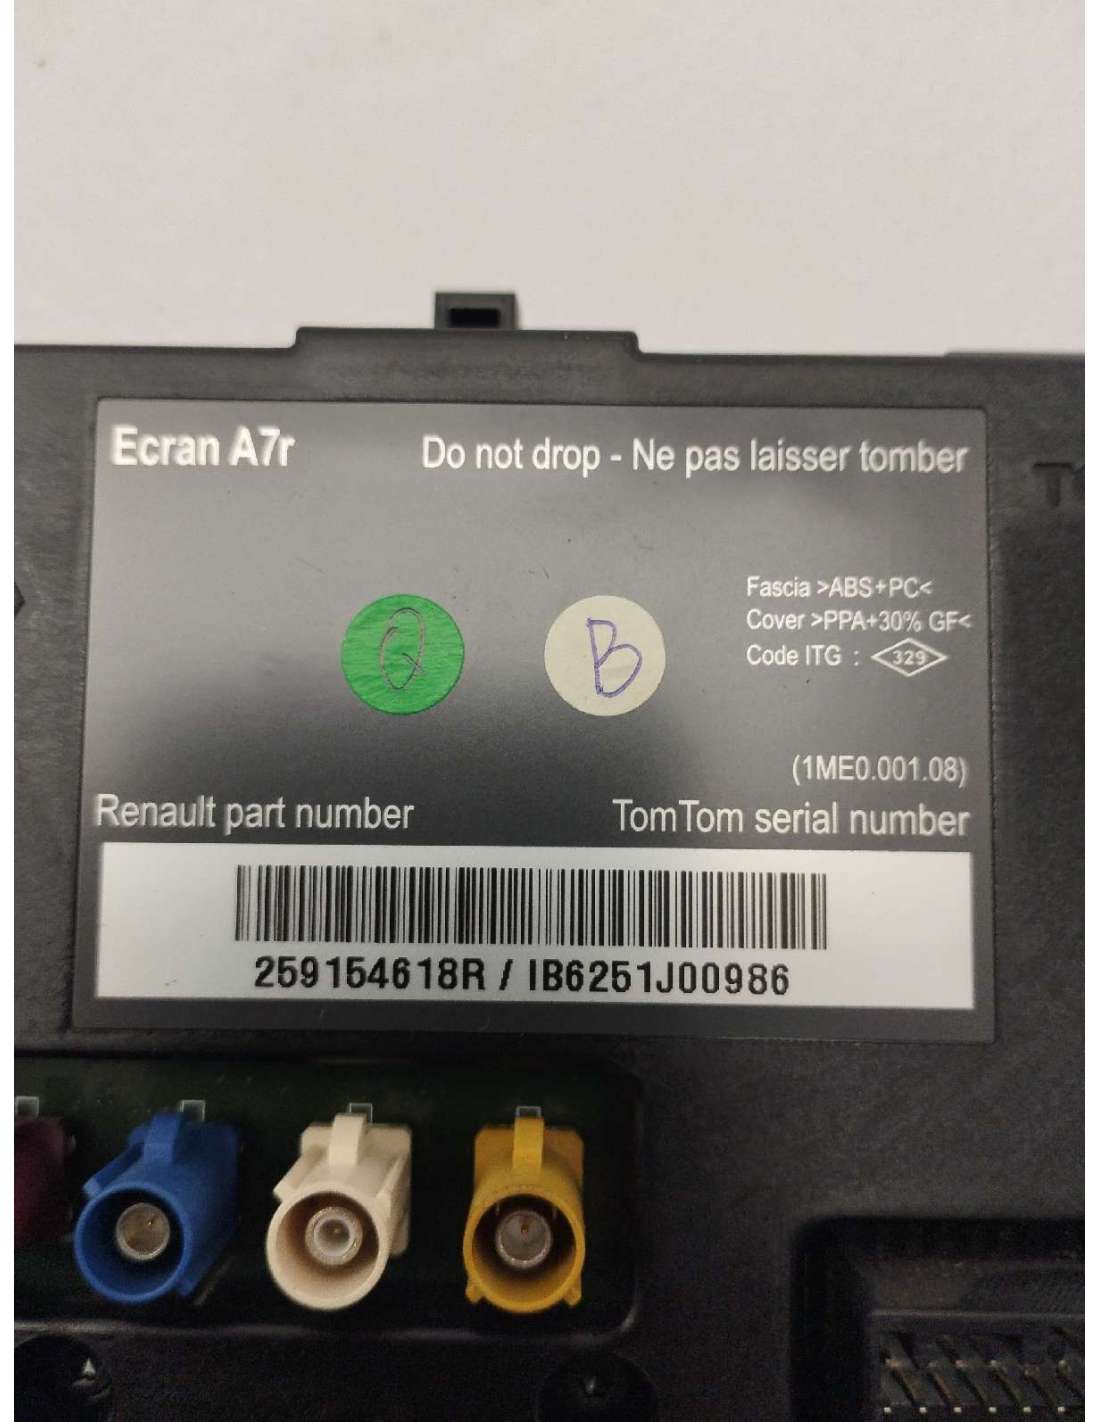 Ecran A7r
Do not drop - Ne pas laisser tomber
Q
B
Fascia >ABS+PC<
Cover >PPA+30% GF<
Code ITG : 329
(1ME0.001.08)
Renault part number
TomTom serial number
259154618R / IB6251J00986